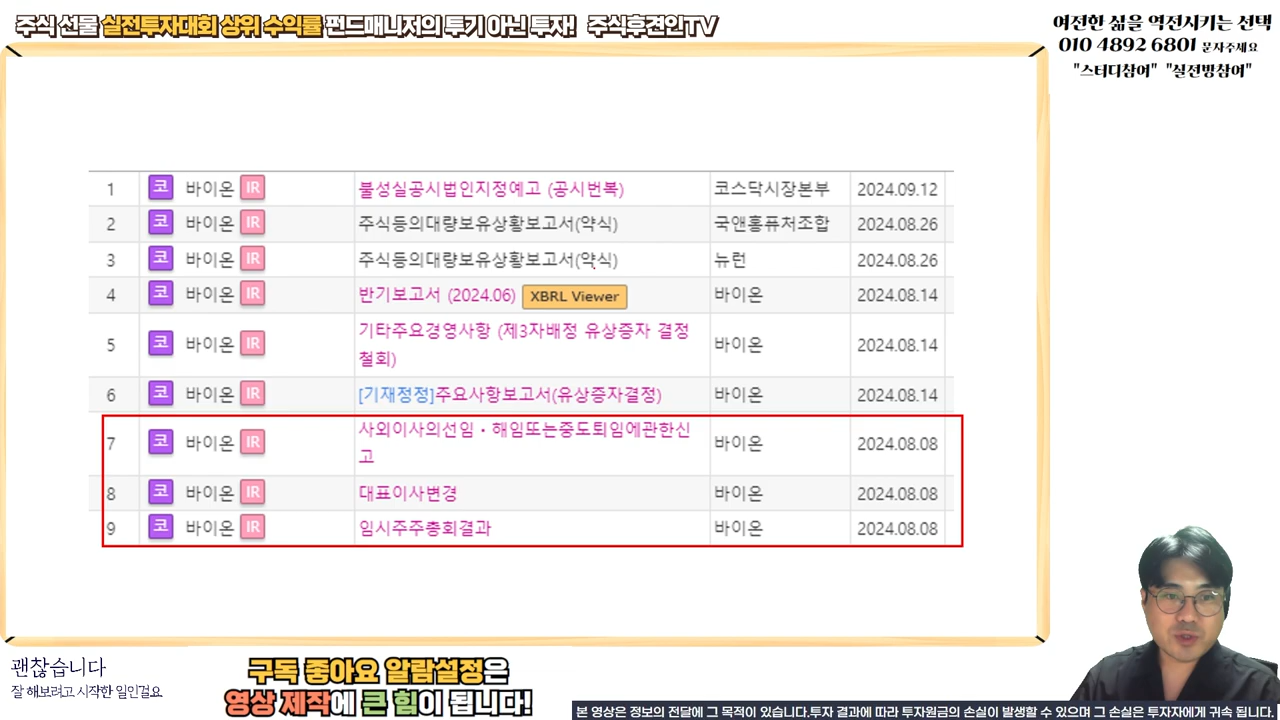 주식 선물 실전투자대회 상위 수익률 펀드매니저의 투기 아닌 투자! 주식후견인TV
여전한 삶을 역전시키는 선택
010 4892 6801 문자주세요
"스터디참여" "실전방참여"
1 코 바이온 IR 불성실공시법인지정예고 (공시번복) 코스닥시장본부 2024.09.12
2 코 바이온 IR 주식등의대량보유상황보고서(약식) 국앤홍퓨처조합 2024.08.26
3 코 바이온 IR 주식등의대량보유상황보고서(약식) 뉴런 2024.08.26
4 코 바이온 IR 반기보고서 (2024.06) XBRL Viewer 바이온 2024.08.14
5 코 바이온 IR 기타주요경영사항 (제3자배정 유상증자 결정
철회) 바이온 2024.08.14
6 코 바이온 IR [기재정정]주요사항보고서(유상증자결정) 바이온 2024.08.14
7 코 바이온 IR 사외이사의선임・해임또는중도퇴임에관한신
고 바이온 2024.08.08
8 코 바이온 IR 대표이사변경 바이온 2024.08.08
9 코 바이온 IR 임시주주총회결과 바이온 2024.08.08
괜찮습니다
잘 해보려고 시작한 일인걸요
구독 좋아요 알람설정은
영상 제작에 큰 힘이 됩니다!
본 영상은 정보의 전달에 그 목적이 있습니다.투자 결과에 따라 투자원금의 손실이 발생할 수 있으며 그 손실은 투자자에게 귀속 됩니다.